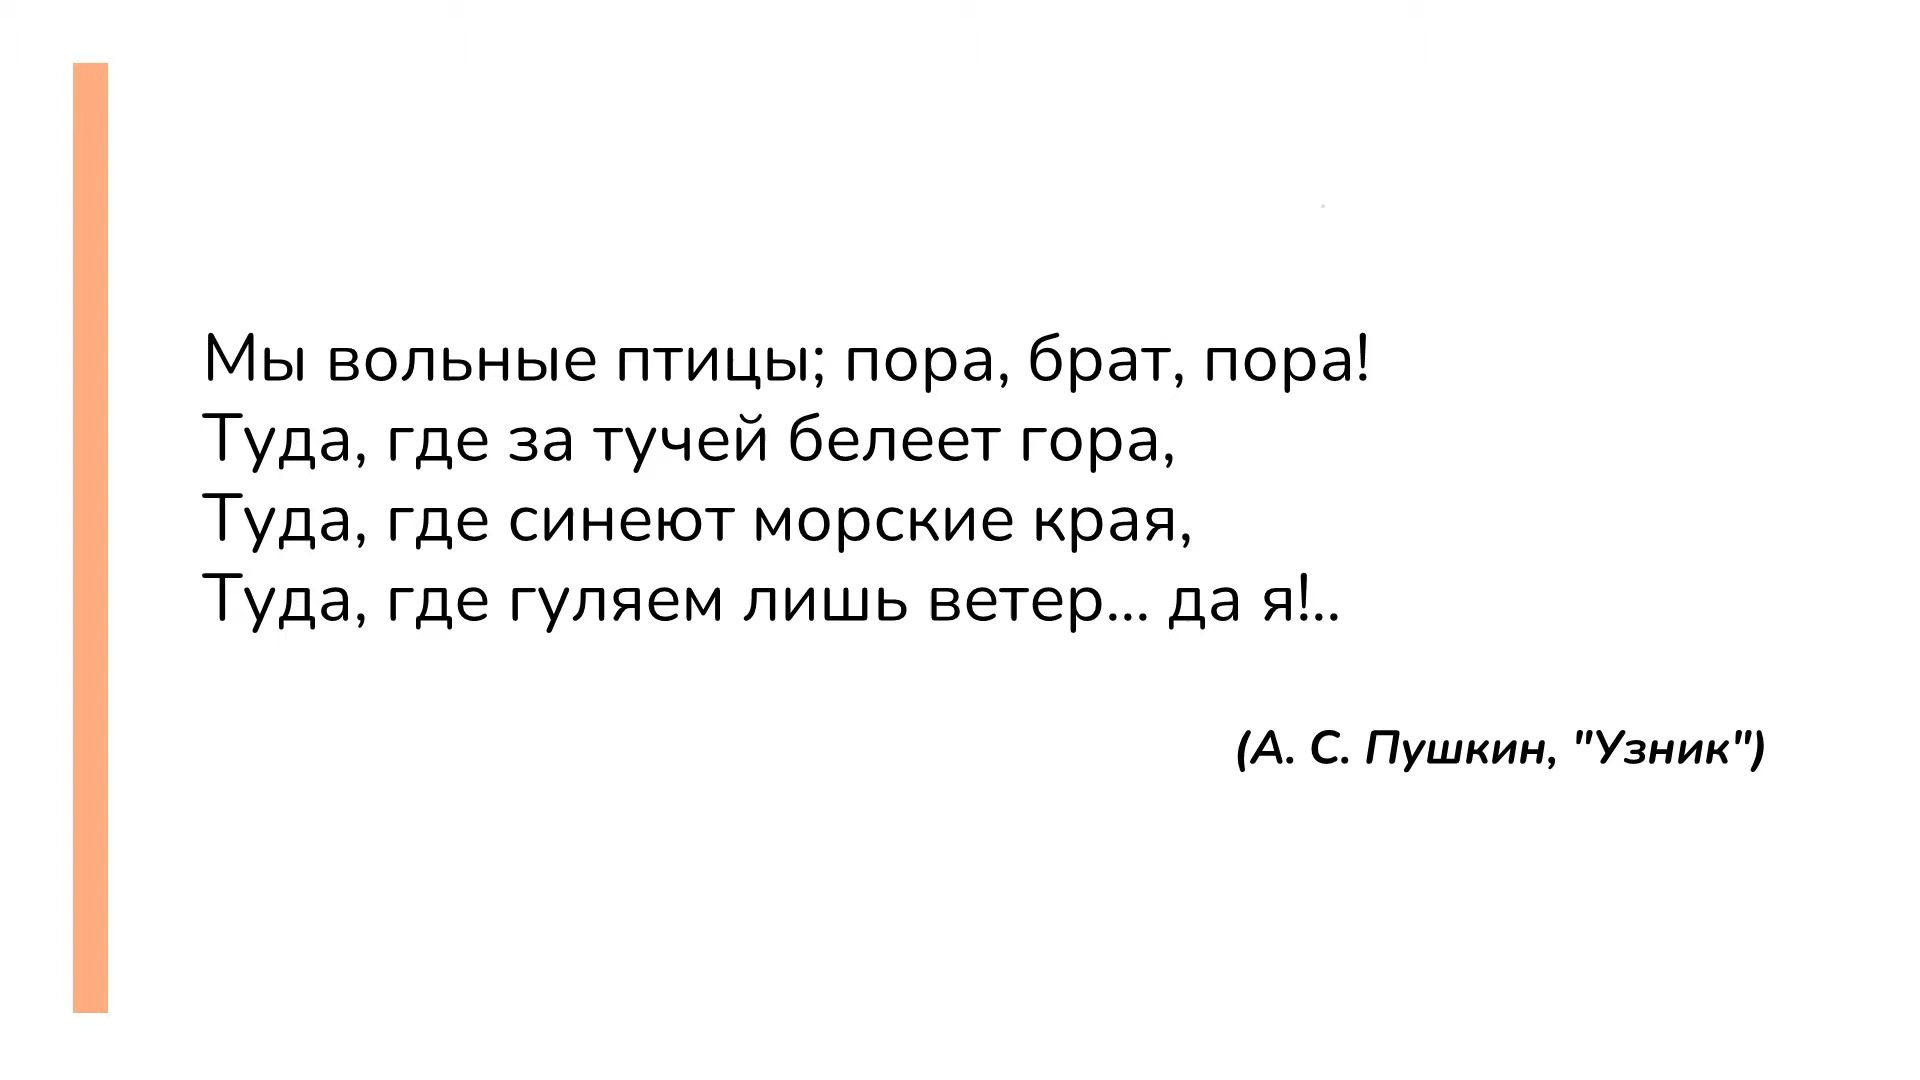 Мы вольные птицы; пора, брат, пора!
Туда, где за тучей белеет гора,
Туда, где синеют морские края,
Туда, где гуляем лишь ветер... да я!..
(А. С. Пушкин, "Узник")